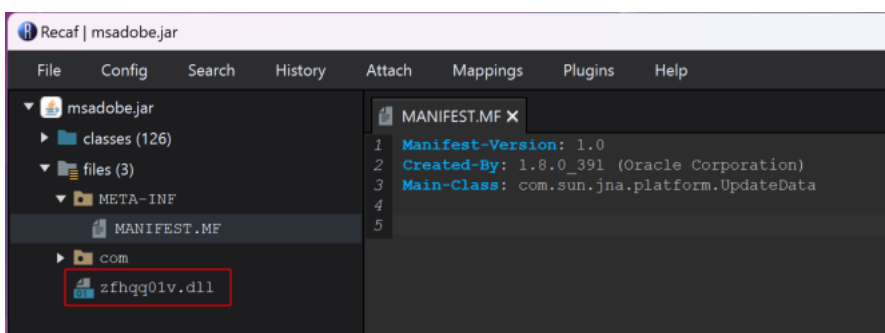 Recaf | msadobe.jar
File Config Search History Attach Mappings Plugins Help
msadobe.jar
classes (126)
files (3)
META-INF
MANIFEST.MF
com
zfhqq01v.dll
MANIFEST.MF X
1 Manifest-Version: 1.0
2 Created-By: 1.8.0_391 (Oracle Corporation)
3 Main-Class: com.sun.jna.platform.UpdateData
4
5